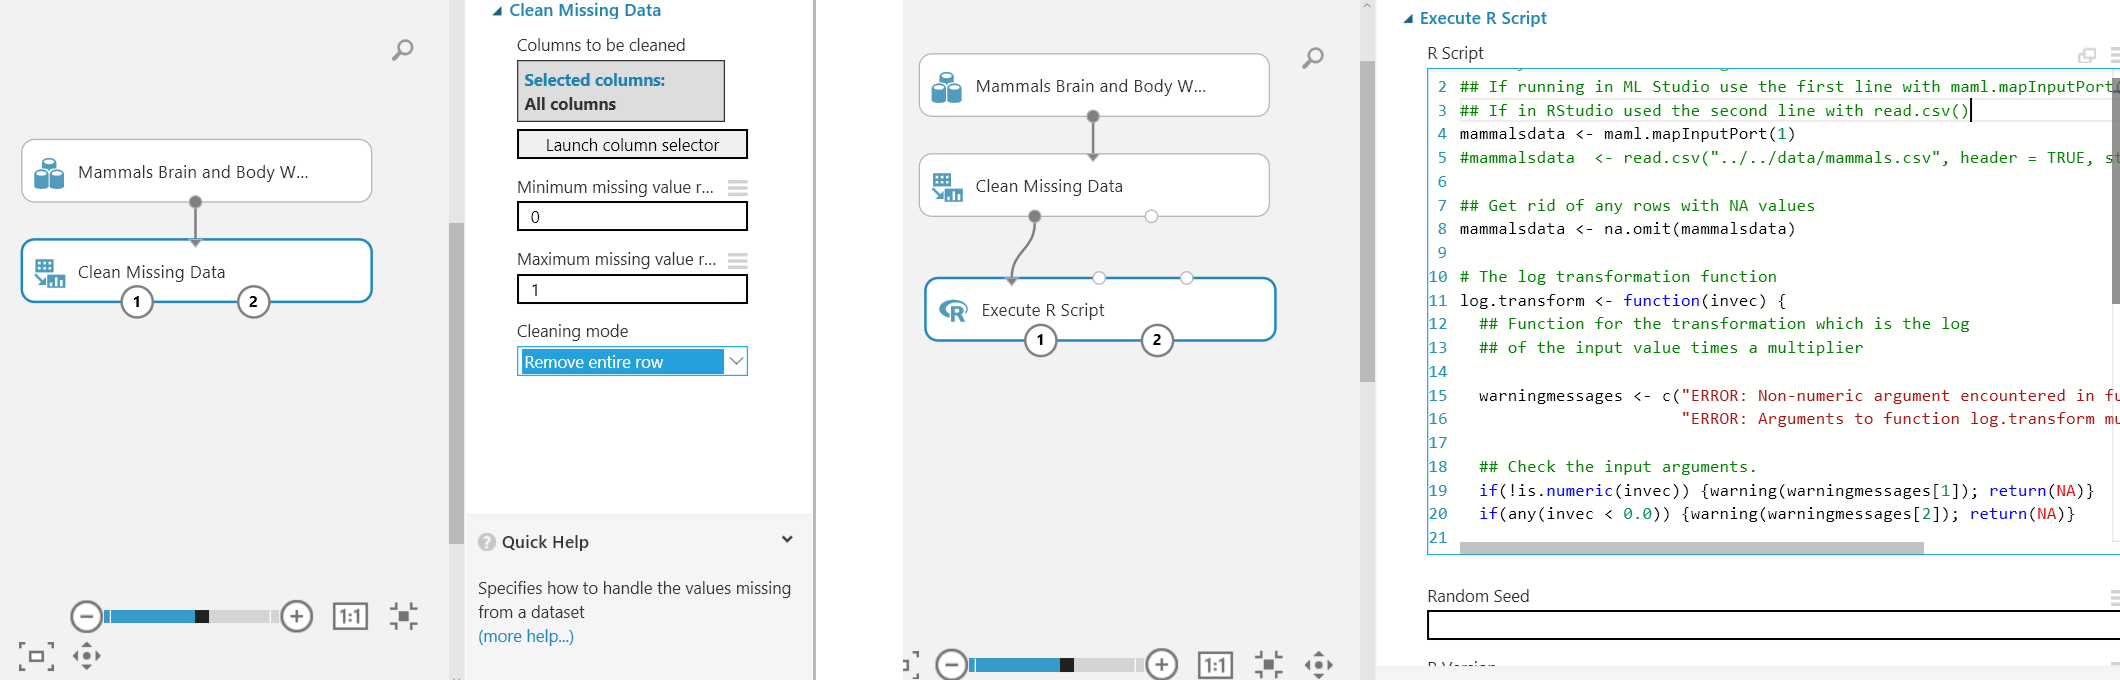 Mammals Brain and Body W...
Clean Missing Data
1
2
1:1
Clean Missing Data
Columns to be cleaned
Selected columns:
All columns
Launch column selector
Minimum missing value r...
0
Maximum missing value r...
1
Cleaning mode
Remove entire row
? Quick Help
Specifies how to handle the values missing
from a dataset
(more help...)
Mammals Brain and Body W...
Clean Missing Data
R Execute R Script
1
2
1:1
Execute R Script
R Script
2 ## If running in ML Studio use the first line with maml.mapInputPort(
3 ## If in RStudio used the second line with read.csv()
4 mammalsdata <- maml.mapInputPort(1)
5 #mammalsdata  <- read.csv("../../data/mammals.csv", header = TRUE, st
6
7 ## Get rid of any rows with NA values
8 mammalsdata <- na.omit(mammalsdata)
9
10 # The log transformation function
11 log.transform <- function(invec) {
12   ## Function for the transformation which is the log
13   ## of the input value times a multiplier
14
15   warningmessages <- c("ERROR: Non-numeric argument encountered in fu
16                        "ERROR: Arguments to function log.transform mu
17
18   ## Check the input arguments.
19   if(!is.numeric(invec)) {warning(warningmessages[1]); return(NA)}
20   if(any(invec < 0.0)) {warning(warningmessages[2]); return(NA)}
21
Random Seed
R Version